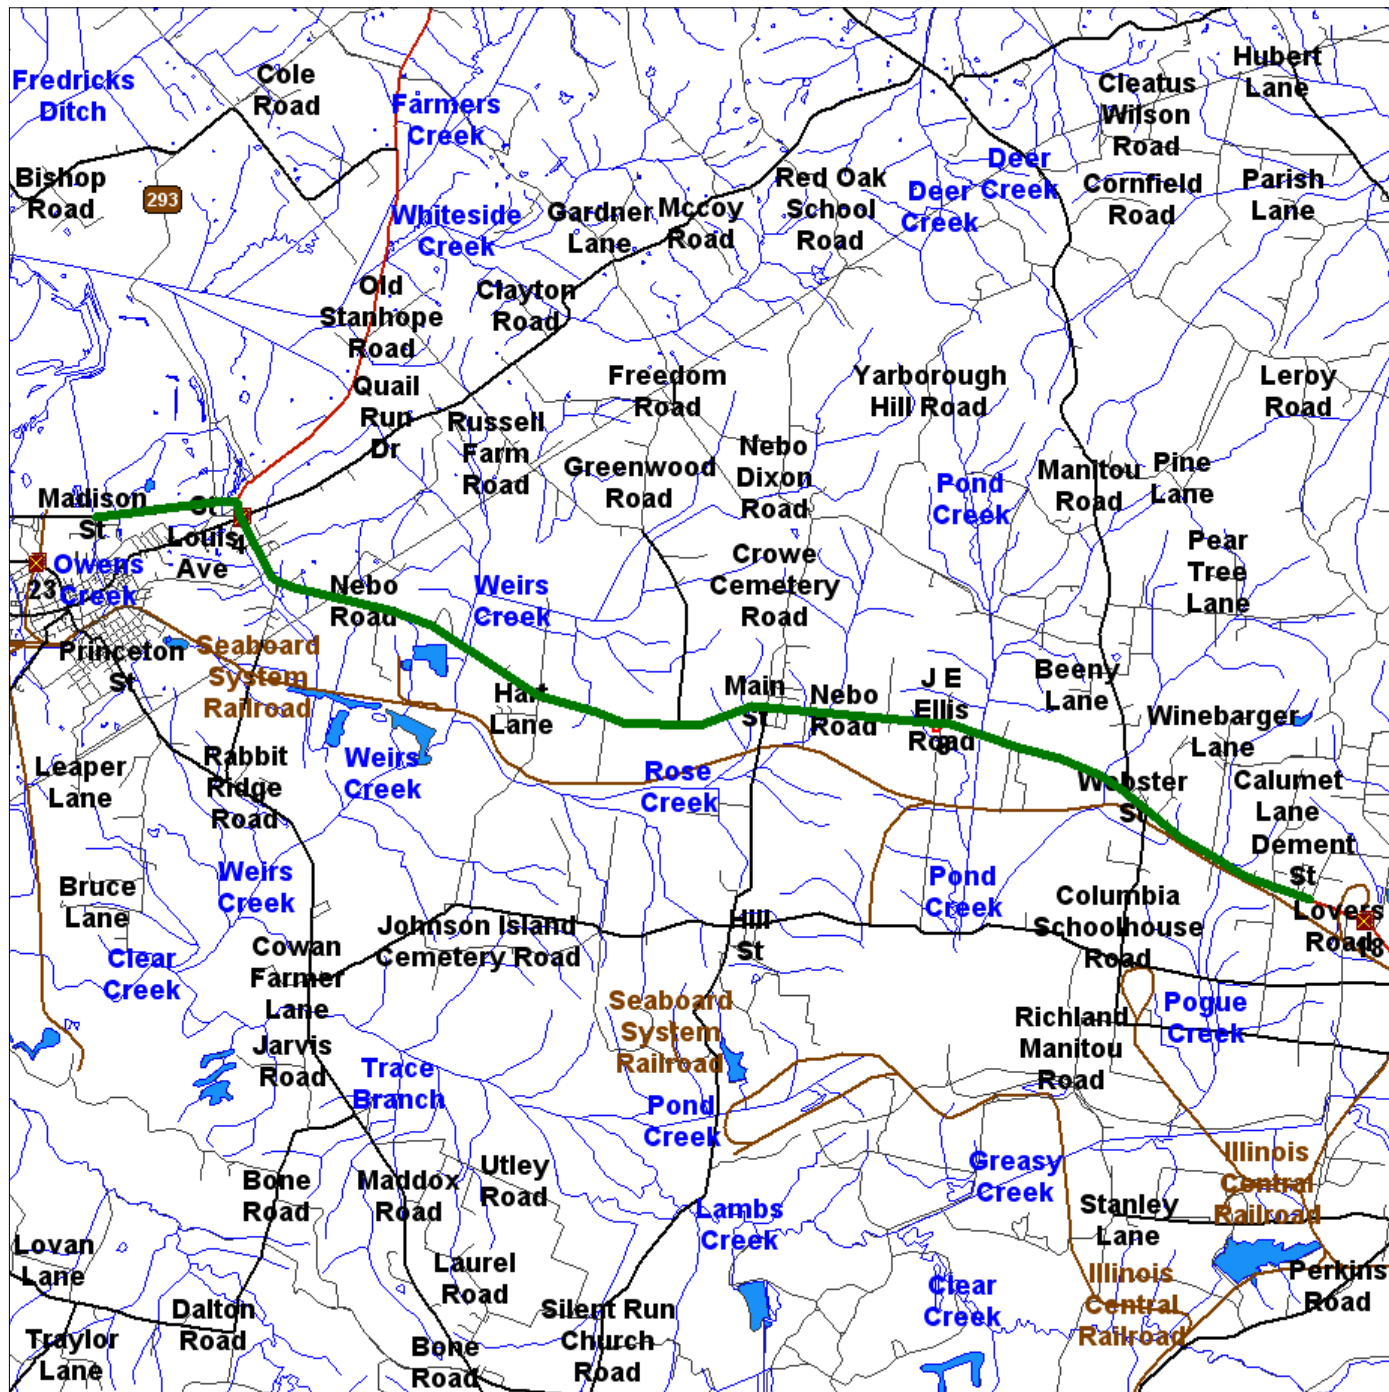 Fredricks
Ditch
Cole
Road
Farmers
Creek
Hubert
Lane
Cleatus
Wilson
Road
Bishop
Road
293
Whiteside
Creek
Gardner
Lane
Mccoy
Road
Red Oak
School
Road
Deer
Creek
Deer
Creek
Cornfield
Road
Parish
Lane
Old
Stanhope
Road
Clayton
Road
Quail
Run
Dr
Russell
Farm
Road
Freedom
Road
Yarborough
Hill Road
Leroy
Road
Greenwood
Road
Nebo
Dixon
Road
Pond
Creek
Manitou
Road
Pine
Lane
Madison
St
St
Louis
Ave
4
Owens
Creek
23
Nebo
Road
Weirs
Creek
Crowe
Cemetery
Road
Pear
Tree
Lane
Princeton
St
Seaboard
System
Railroad
Hart
Lane
Main
St
Nebo
Road
J E
Ellis
Road
8
Beeny
Lane
Winebarger
Lane
Leaper
Lane
Rabbit
Ridge
Road
Weirs
Creek
Rose
Creek
Webster
St
Calumet
Lane
Dement
St
Bruce
Lane
Weirs
Creek
Johnson Island
Cemetery Road
Hill
St
Pond
Creek
Columbia
Schoolhouse
Road
Lovers
Road
18
Clear
Creek
Cowan
Farmer
Lane
Jarvis
Road
Seaboard
System
Railroad
Pogue
Creek
Richland
Manitou
Road
Trace
Branch
Pond
Creek
Bone
Road
Maddox
Road
Utley
Road
Greasy
Creek
Illinois
Central
Railroad
Lambs
Creek
Stanley
Lane
Lovan
Lane
Laurel
Road
Clear
Creek
Illinois
Central
Railroad
Perkins
Road
Traylor
Lane
Dalton
Road
Bone
Road
Silent Run
Church
Road